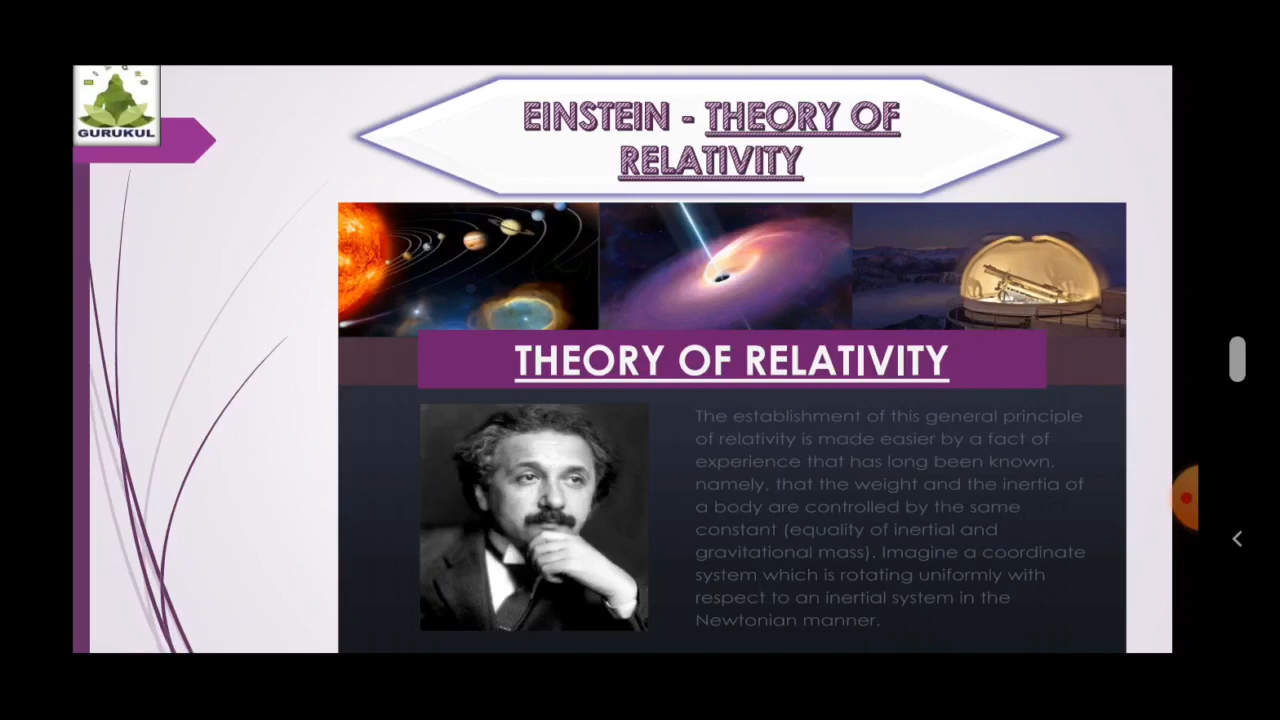 GURUKUL
EINSTEIN - THEORY OF
RELATIVITY
THEORY OF RELATIVITY
The establishment of this general principle
of relativity is made easier by a fact of
experience that has long been known,
namely, that the weight and the inertia of
a body are controlled by the same
constant (equality of inertial and
gravitational mass). Imagine a coordinate
system which is rotating uniformly with
respect to an inertial system in the
Newtonian manner.